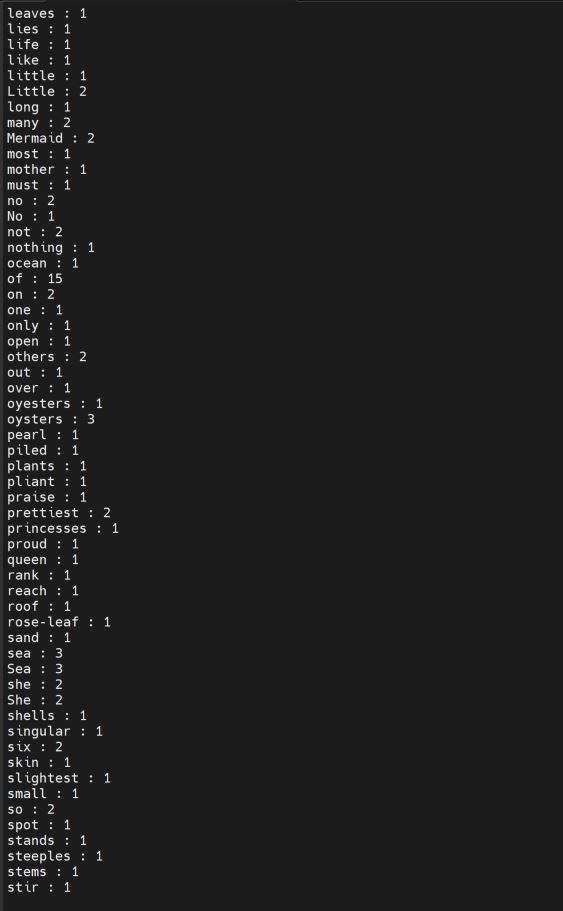 leaves : 1
lies : 1
life : 1
like : 1
little : 1
Little : 2
long : 1
many : 2
Mermaid : 2
most : 1
mother : 1
must : 1
no : 2
No : 1
not : 2
nothing : 1
ocean : 1
of : 15
on : 2
one : 1
only : 1
open : 1
others : 2
out : 1
over : 1
oyesters : 1
oysters : 3
pearl : 1
piled : 1
plants : 1
pliant : 1
praise : 1
prettiest : 2
princesses : 1
proud : 1
queen : 1
rank : 1
reach : 1
roof : 1
rose-leaf : 1
sand : 1
sea : 3
Sea : 3
she : 2
She : 2
shells : 1
singular : 1
six : 2
skin : 1
slightest : 1
small : 1
so : 2
spot : 1
stands : 1
steeples : 1
stems : 1
stir : 1